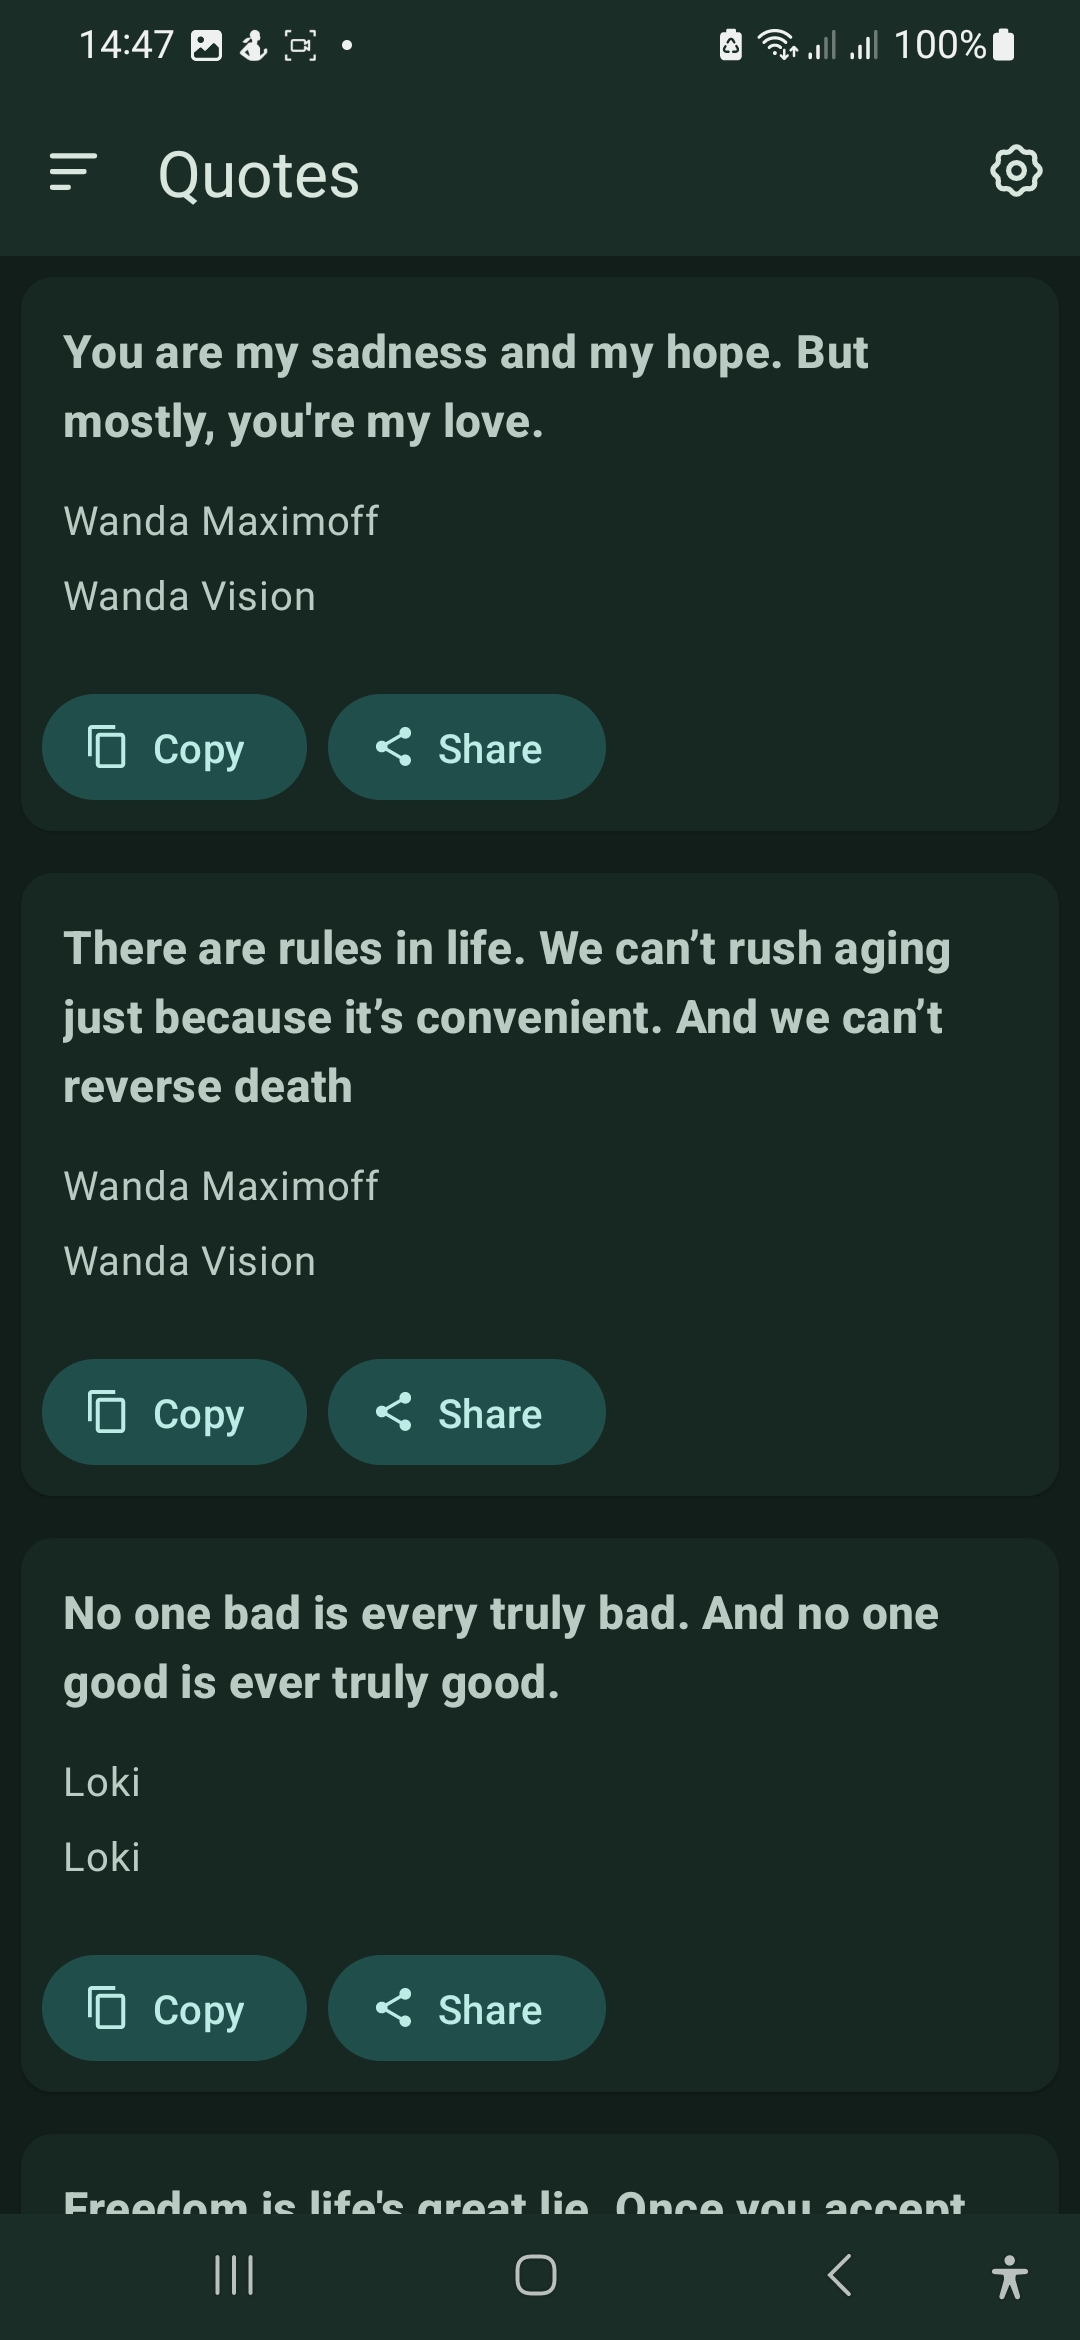 14:47
100%
Quotes
You are my sadness and my hope. But
mostly, you're my love.
Wanda Maximoff
Wanda Vision
Copy
Share
There are rules in life. We can’t rush aging
just because it’s convenient. And we can’t
reverse death
Wanda Maximoff
Wanda Vision
Copy
Share
No one bad is every truly bad. And no one
good is ever truly good.
Loki
Loki
Copy
Share
Freedom is life's great lie. Once you accept